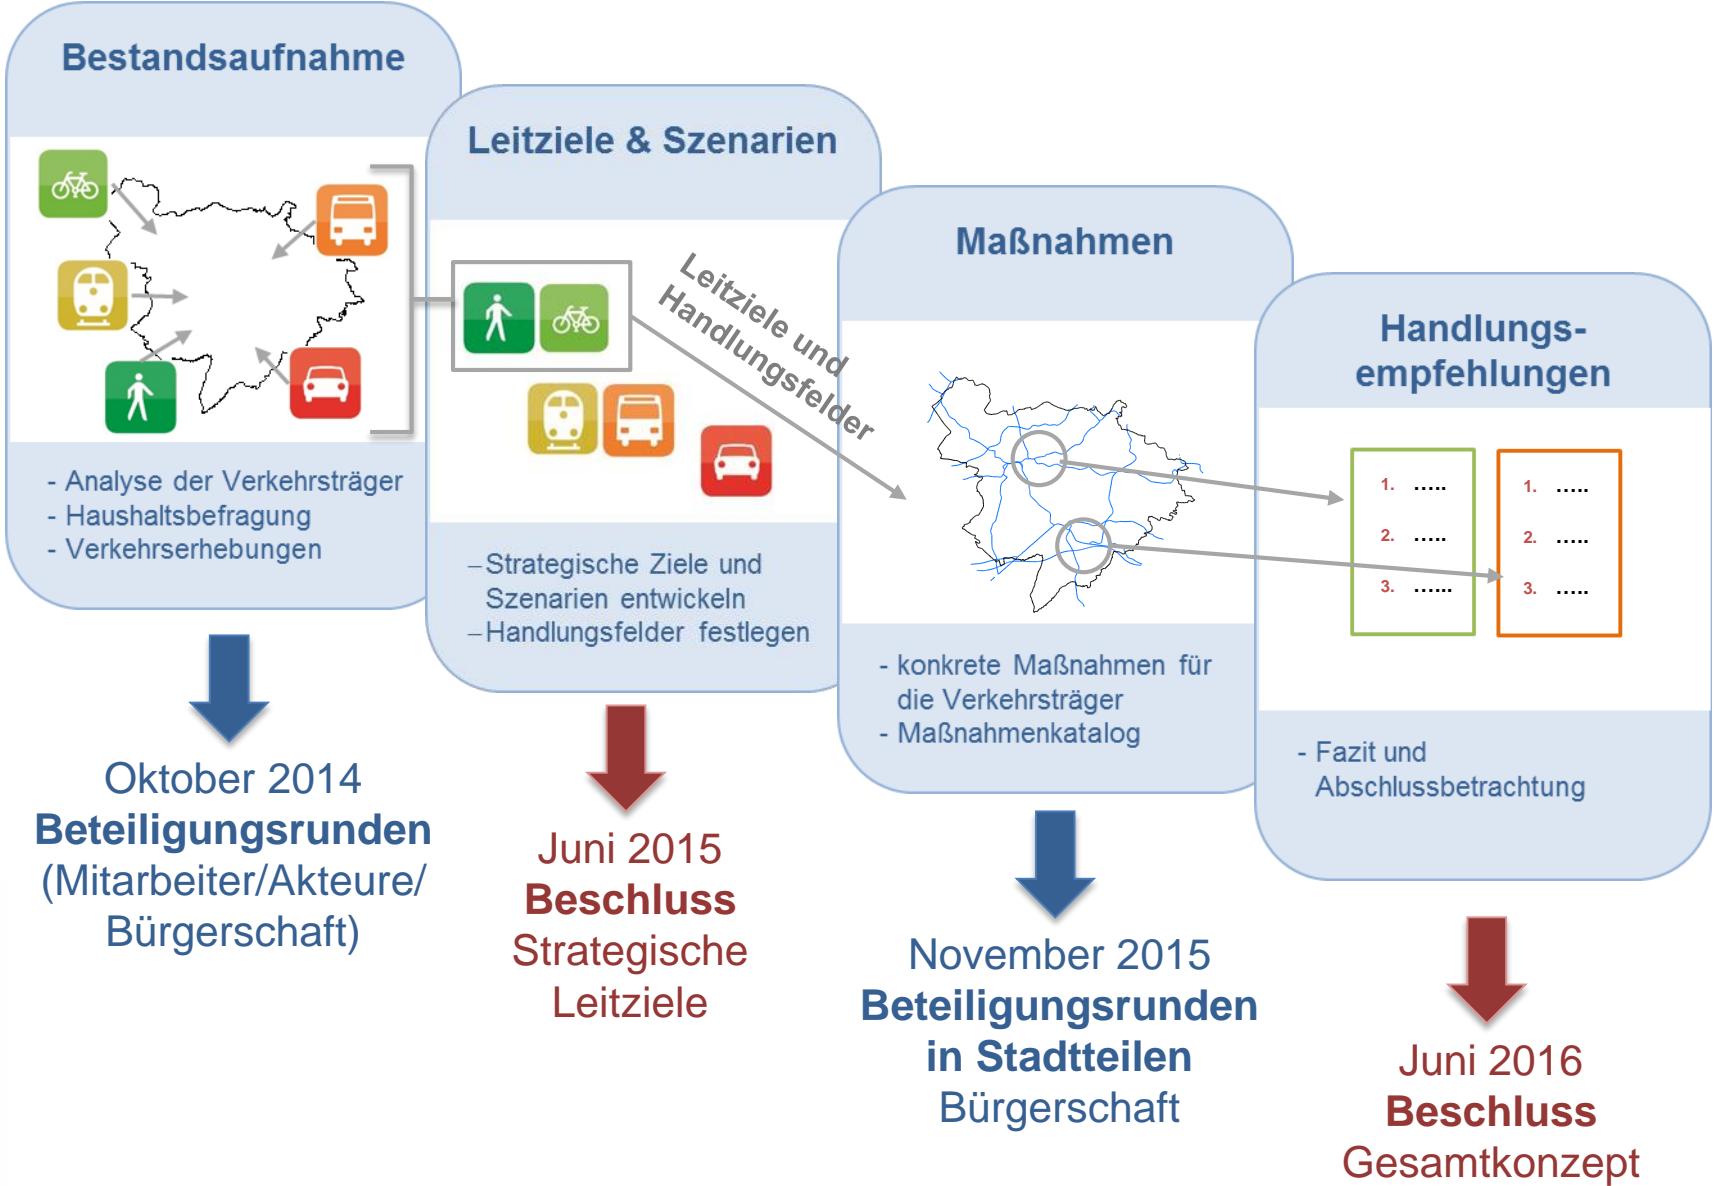 Bestandsaufnahme
- Analyse der Verkehrsträger
- Haushaltsbefragung
- Verkehrserhebungen
Oktober 2014
Beteiligungsrunden
(Mitarbeiter/Akteure/
Bürgerschaft)
Leitziele & Szenarien
Leitziele und
Handlungsfelder
–Strategische Ziele und
Szenarien entwickeln
–Handlungsfelder festlegen
Juni 2015
Beschluss
Strategische
Leitziele
Maßnahmen
- konkrete Maßnahmen für
die Verkehrsträger
- Maßnahmenkatalog
November 2015
Beteiligungsrunden
in Stadtteilen
Bürgerschaft
Handlungs-
empfehlungen
1. .....
2. .....
3. ......
1. .....
2. .....
3. .....
- Fazit und
Abschlussbetrachtung
Juni 2016
Beschluss
Gesamtkonzept